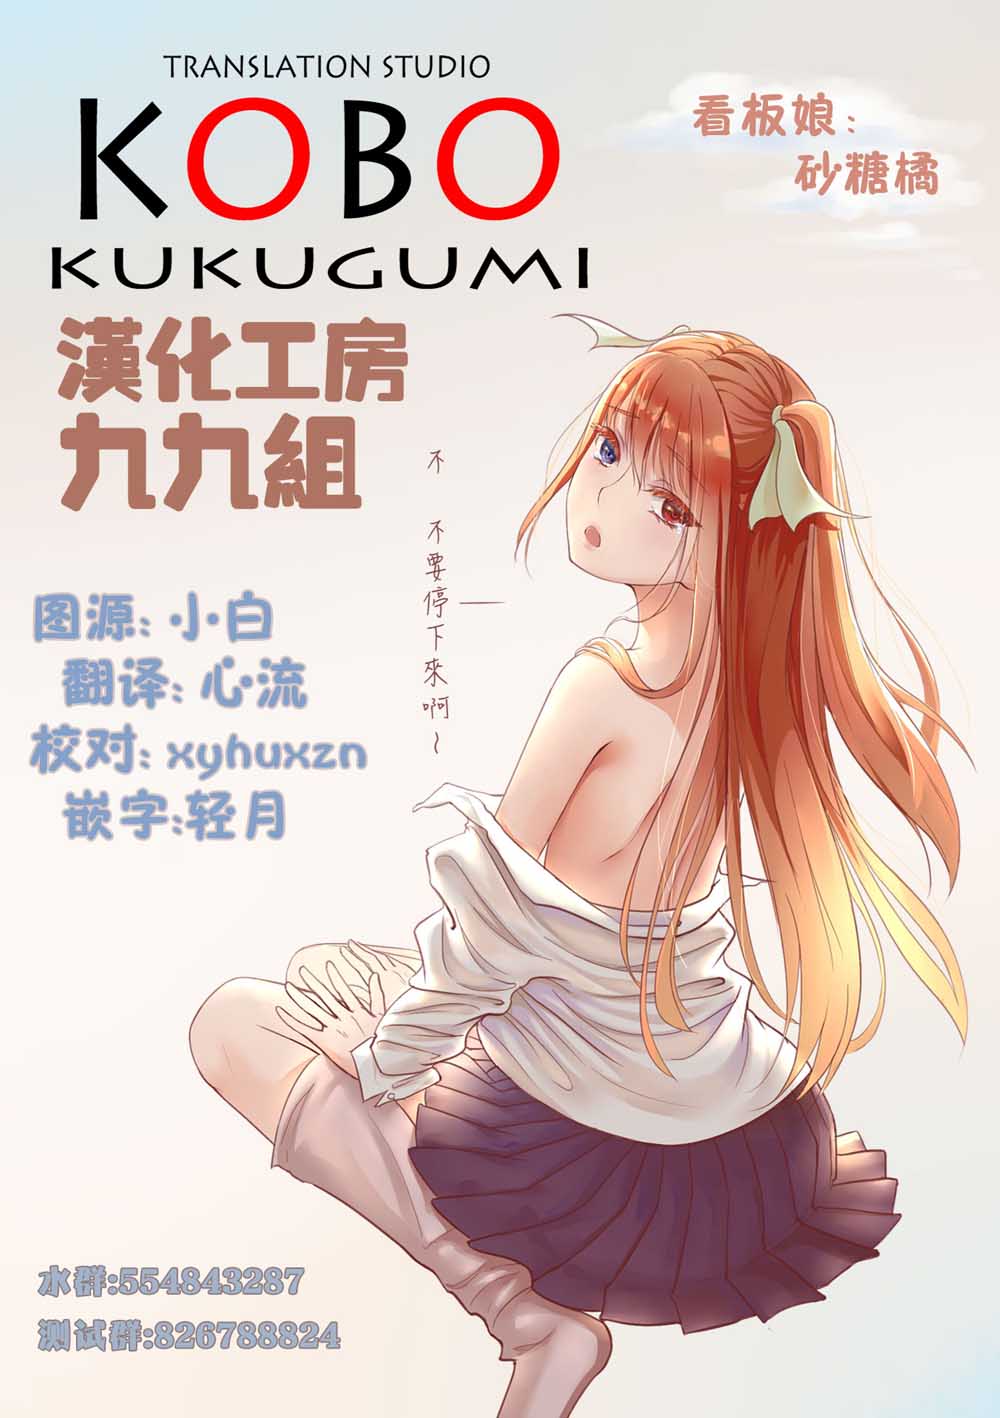 TRANSLATION STUDIO
KOBO
KUKUGUMI
看板娘：
砂糖橘
漢化工房
九九組
不 不要停下來啊～
图源：小白
翻译：心流
校对：xyhuxzn
嵌字：轻月
水群:554843287
测试群:826788824